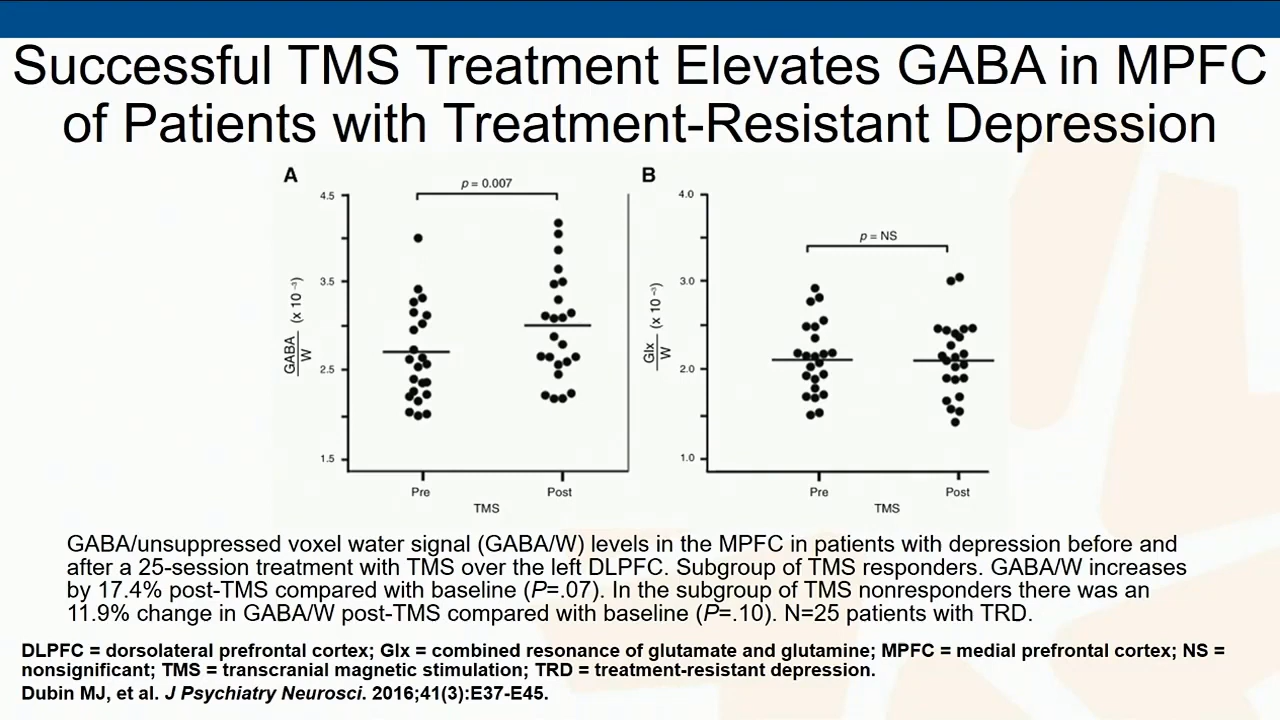 Successful TMS Treatment Elevates GABA in MPFC
of Patients with Treatment-Resistant Depression
A
p = 0.007
4.5
3.5
2.5
1.5
GABA
W
(x 10 ⁻³)
Pre
Post
TMS
B
p = NS
4.0
3.0
2.0
1.0
Glx
W
(x 10 ⁻³)
Pre
Post
TMS
GABA/unsuppressed voxel water signal (GABA/W) levels in the MPFC in patients with depression before and
after a 25-session treatment with TMS over the left DLPFC. Subgroup of TMS responders. GABA/W increases
by 17.4% post-TMS compared with baseline (P=.07). In the subgroup of TMS nonresponders there was an
11.9% change in GABA/W post-TMS compared with baseline (P=.10). N=25 patients with TRD.
DLPFC = dorsolateral prefrontal cortex; Glx = combined resonance of glutamate and glutamine; MPFC = medial prefrontal cortex; NS =
nonsignificant; TMS = transcranial magnetic stimulation; TRD = treatment-resistant depression.
Dubin MJ, et al. J Psychiatry Neurosci. 2016;41(3):E37-E45.